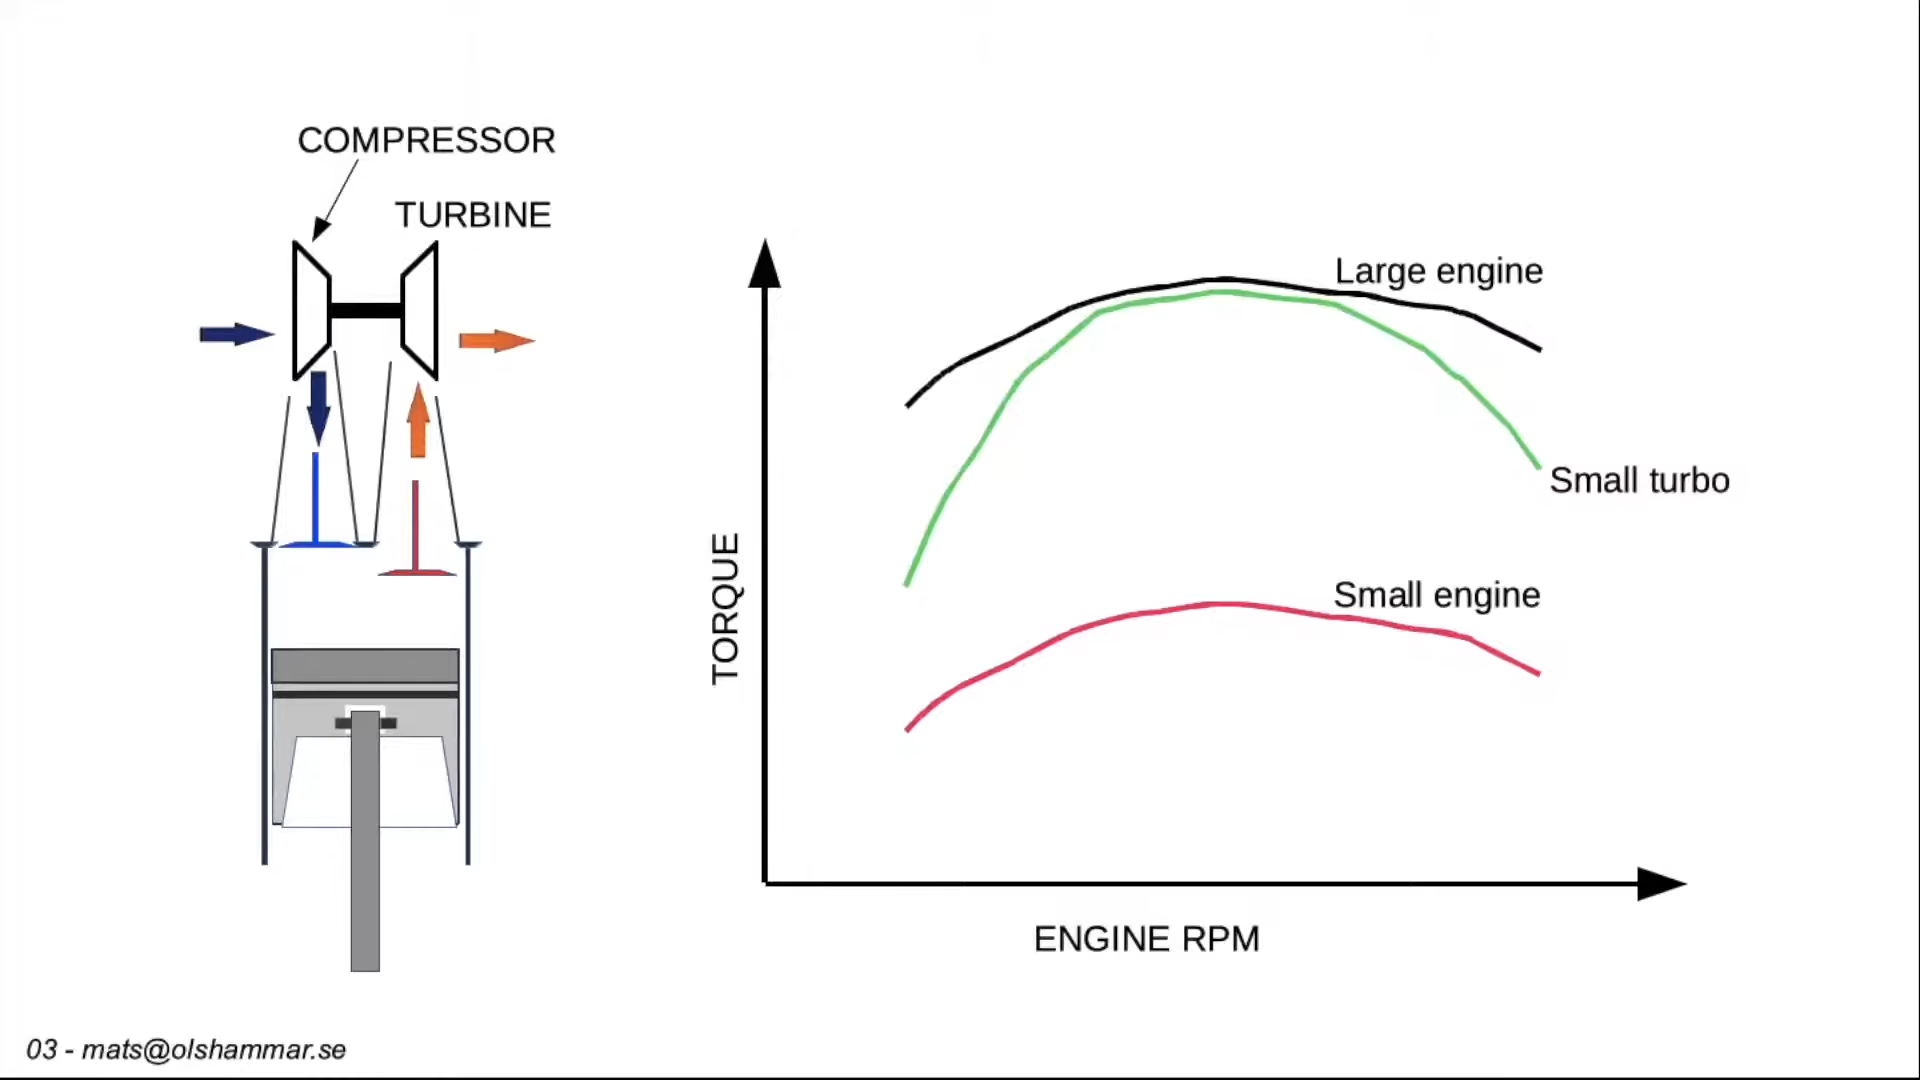 COMPRESSOR
TURBINE
Large engine
Small turbo
Small engine
TORQUE
ENGINE RPM
03 - mats@olshammar.se